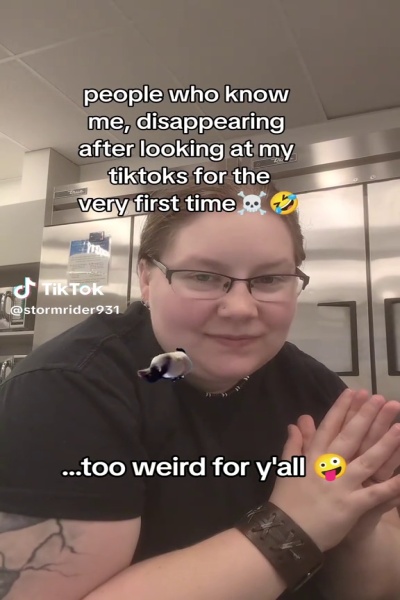 people who know
me, disappearing
after looking at my
tiktoks for the
very first time☠️🤣
TikTok
@stormrider931
...too weird for y'all 🤪